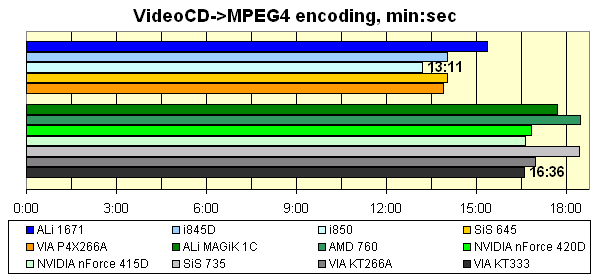 VideoCD->MPEG4 encoding, min:sec
13:11
16:36
0:00 3:00 6:00 9:00 12:00 15:00 18:00
ALi 1671 i845D i850 SiS 645
VIA P4X266A ALi MAGiK 1C AMD 760 NVIDIA nForce 420D
NVIDIA nForce 415D SiS 735 VIA KT266A VIA KT333